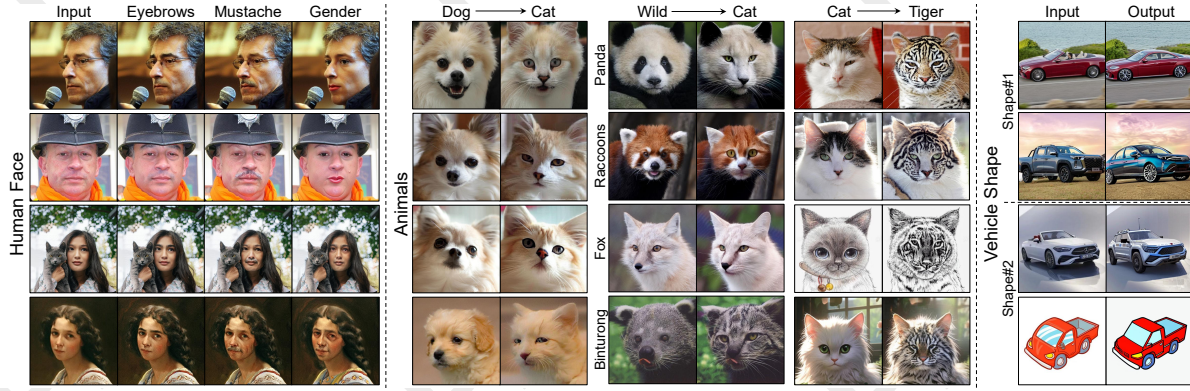 Input Eyebrows Mustache Gender
Human Face
Dog → Cat
Wild → Cat
Cat → Tiger
Animals
Panda
Raccoons
Fox
Binturong
Input Output
Vehicle Shape
Shape#1
Shape#2